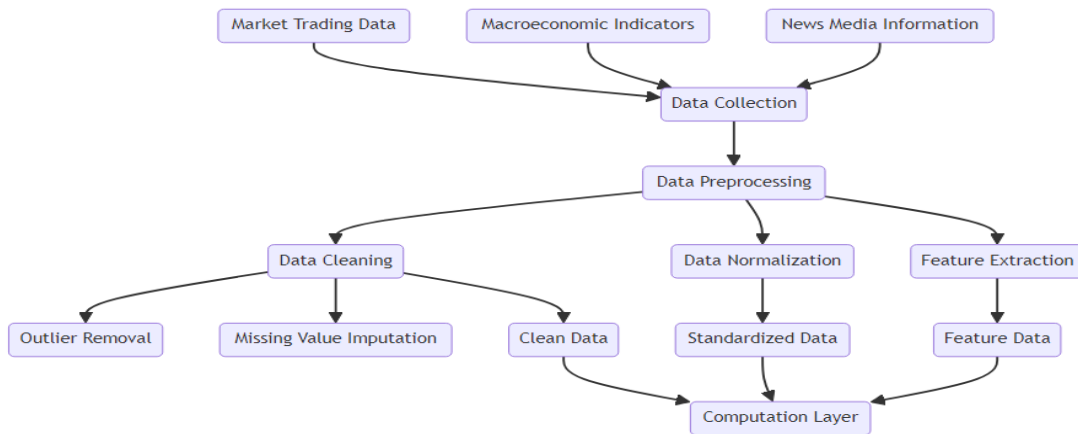 Market Trading Data
Macroeconomic Indicators
News Media Information
Data Collection
Data Preprocessing
Data Cleaning
Data Normalization
Feature Extraction
Outlier Removal
Missing Value Imputation
Clean Data
Standardized Data
Feature Data
Computation Layer